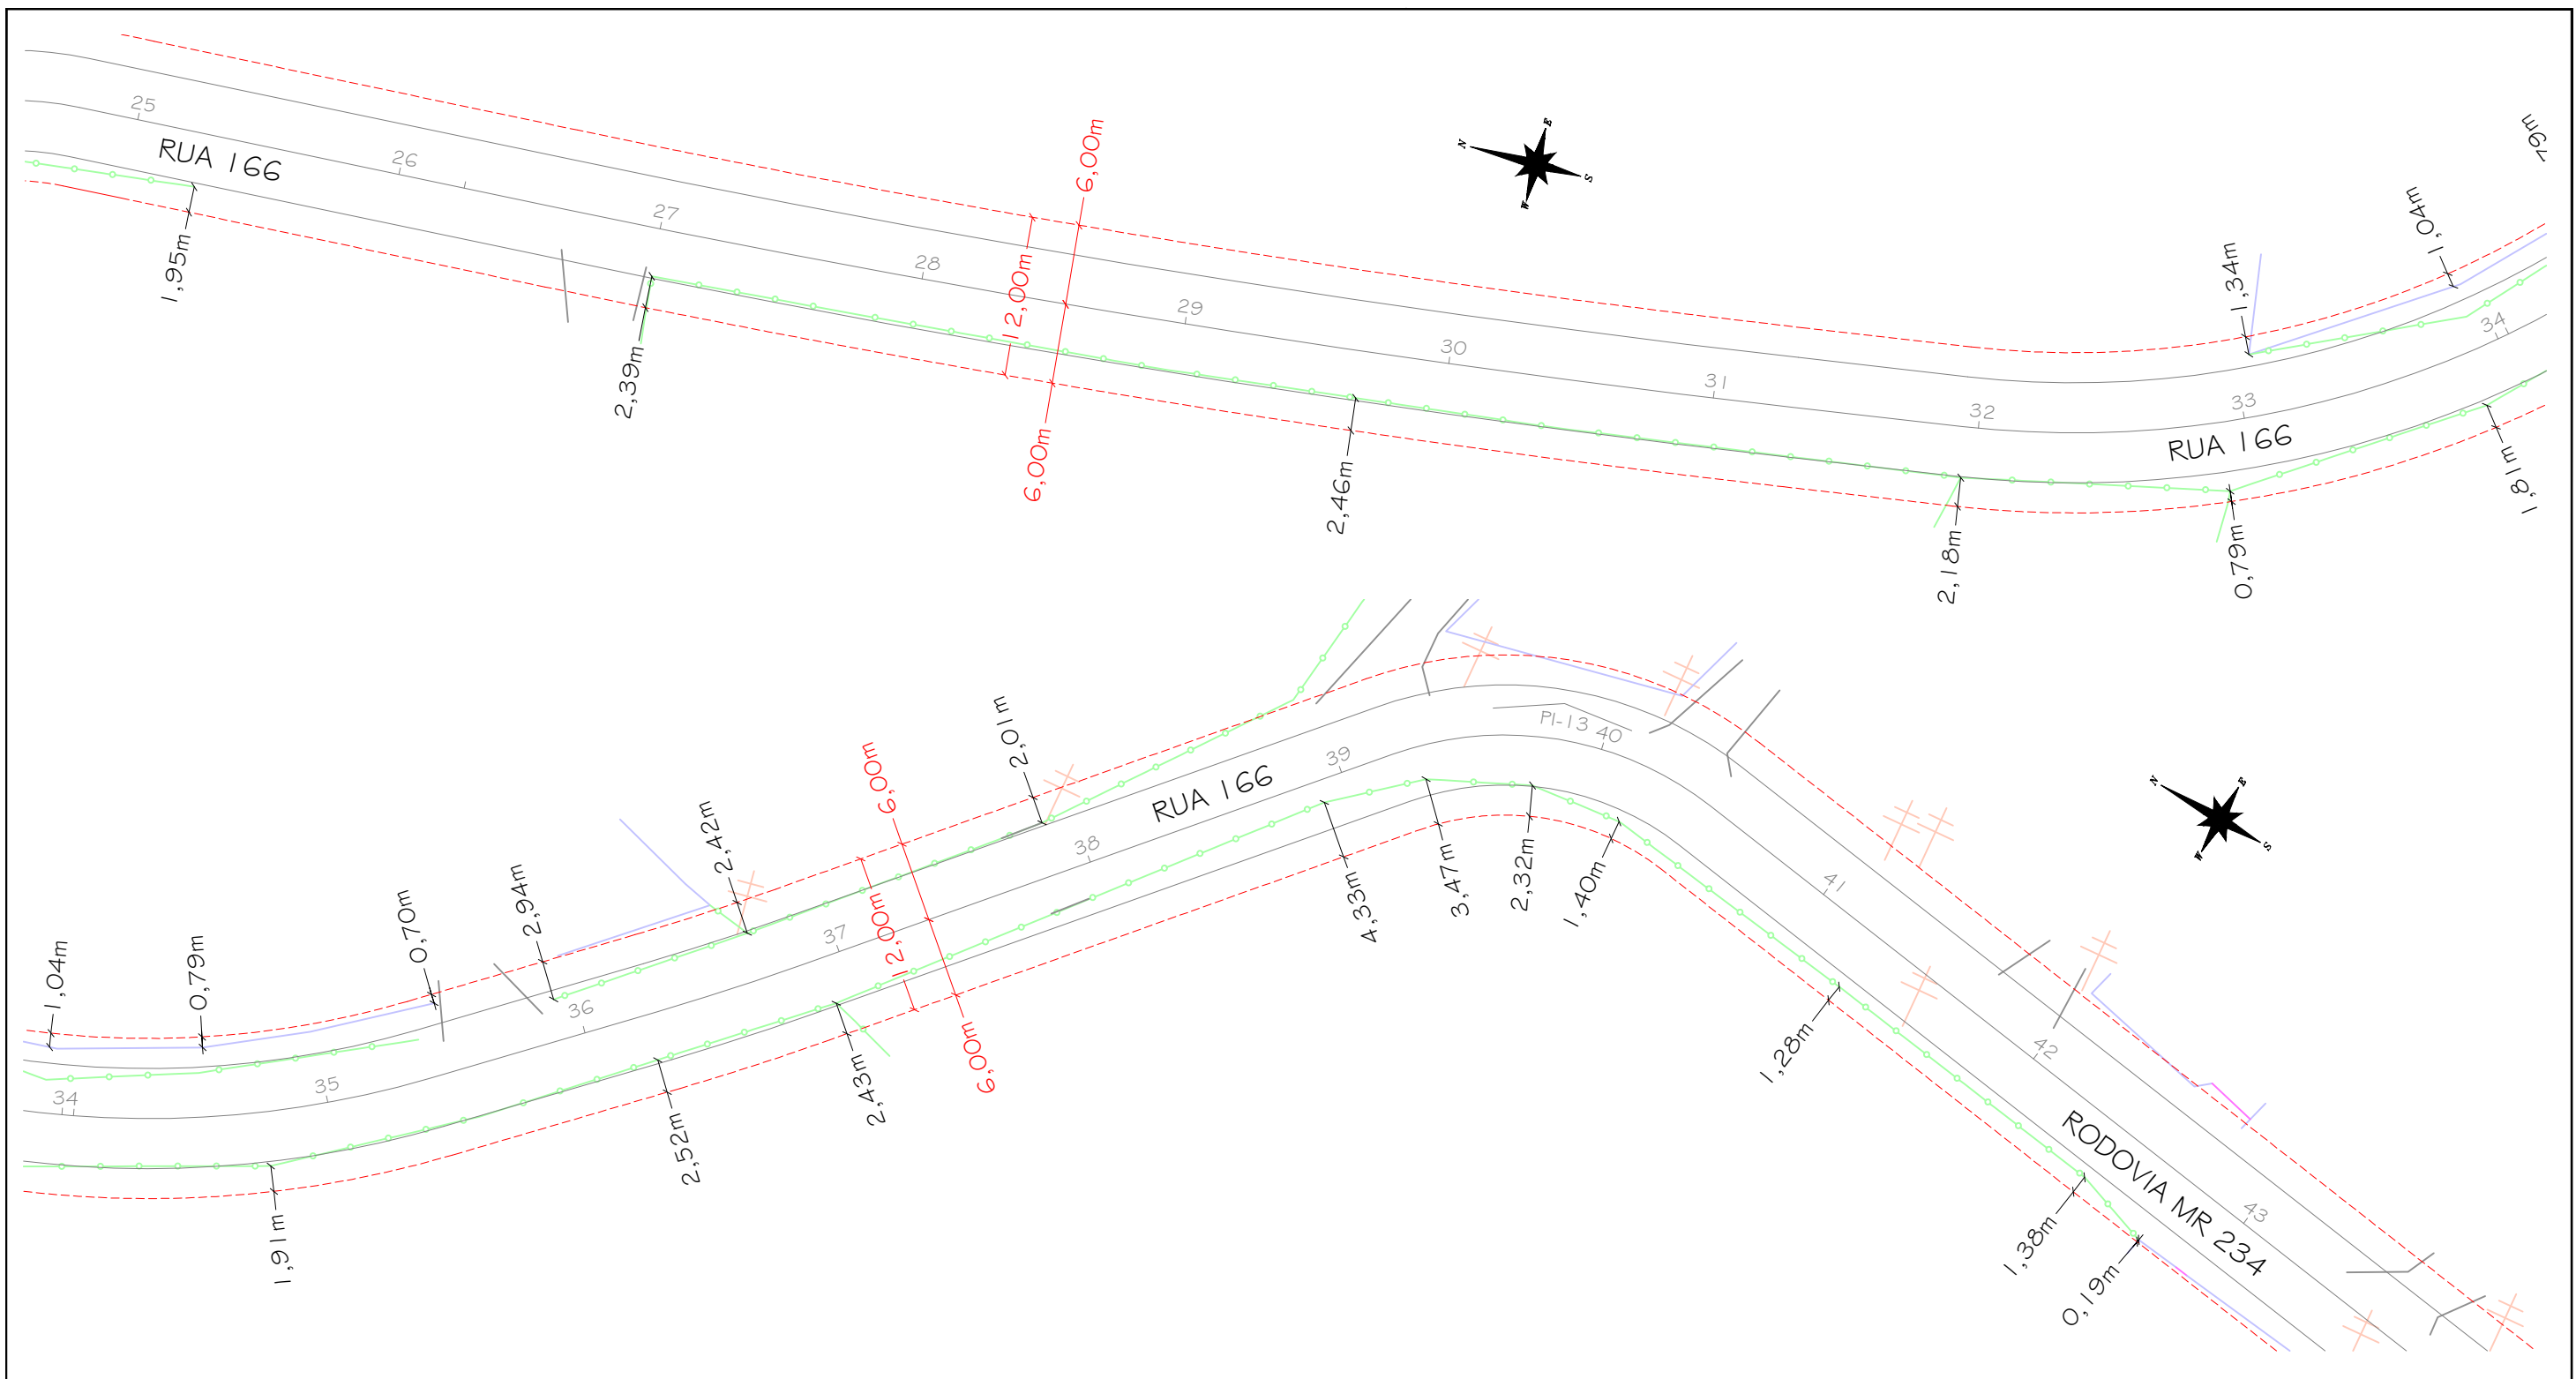 25
RUA 166
26
27
28
29
30
31
32
33
34
RUA 166
1,95m
2,39m
12,00m
6,00m
6,00m
2,46m
2,18m
0,79m
1,81m
1,34m
1,04m
79m
N
E
S
W
1,04m
0,79m
0,70m
2,94m
2,42m
6,00m
12,00m
6,00m
2,01m
34
35
36
37
38
39
PI-13
40
41
42
43
RUA 166
RODOVIA MR 234
1,91m
2,52m
2,43m
4,33m
3,47m
2,32m
1,40m
1,28m
1,38m
0,19m
N
E
S
W